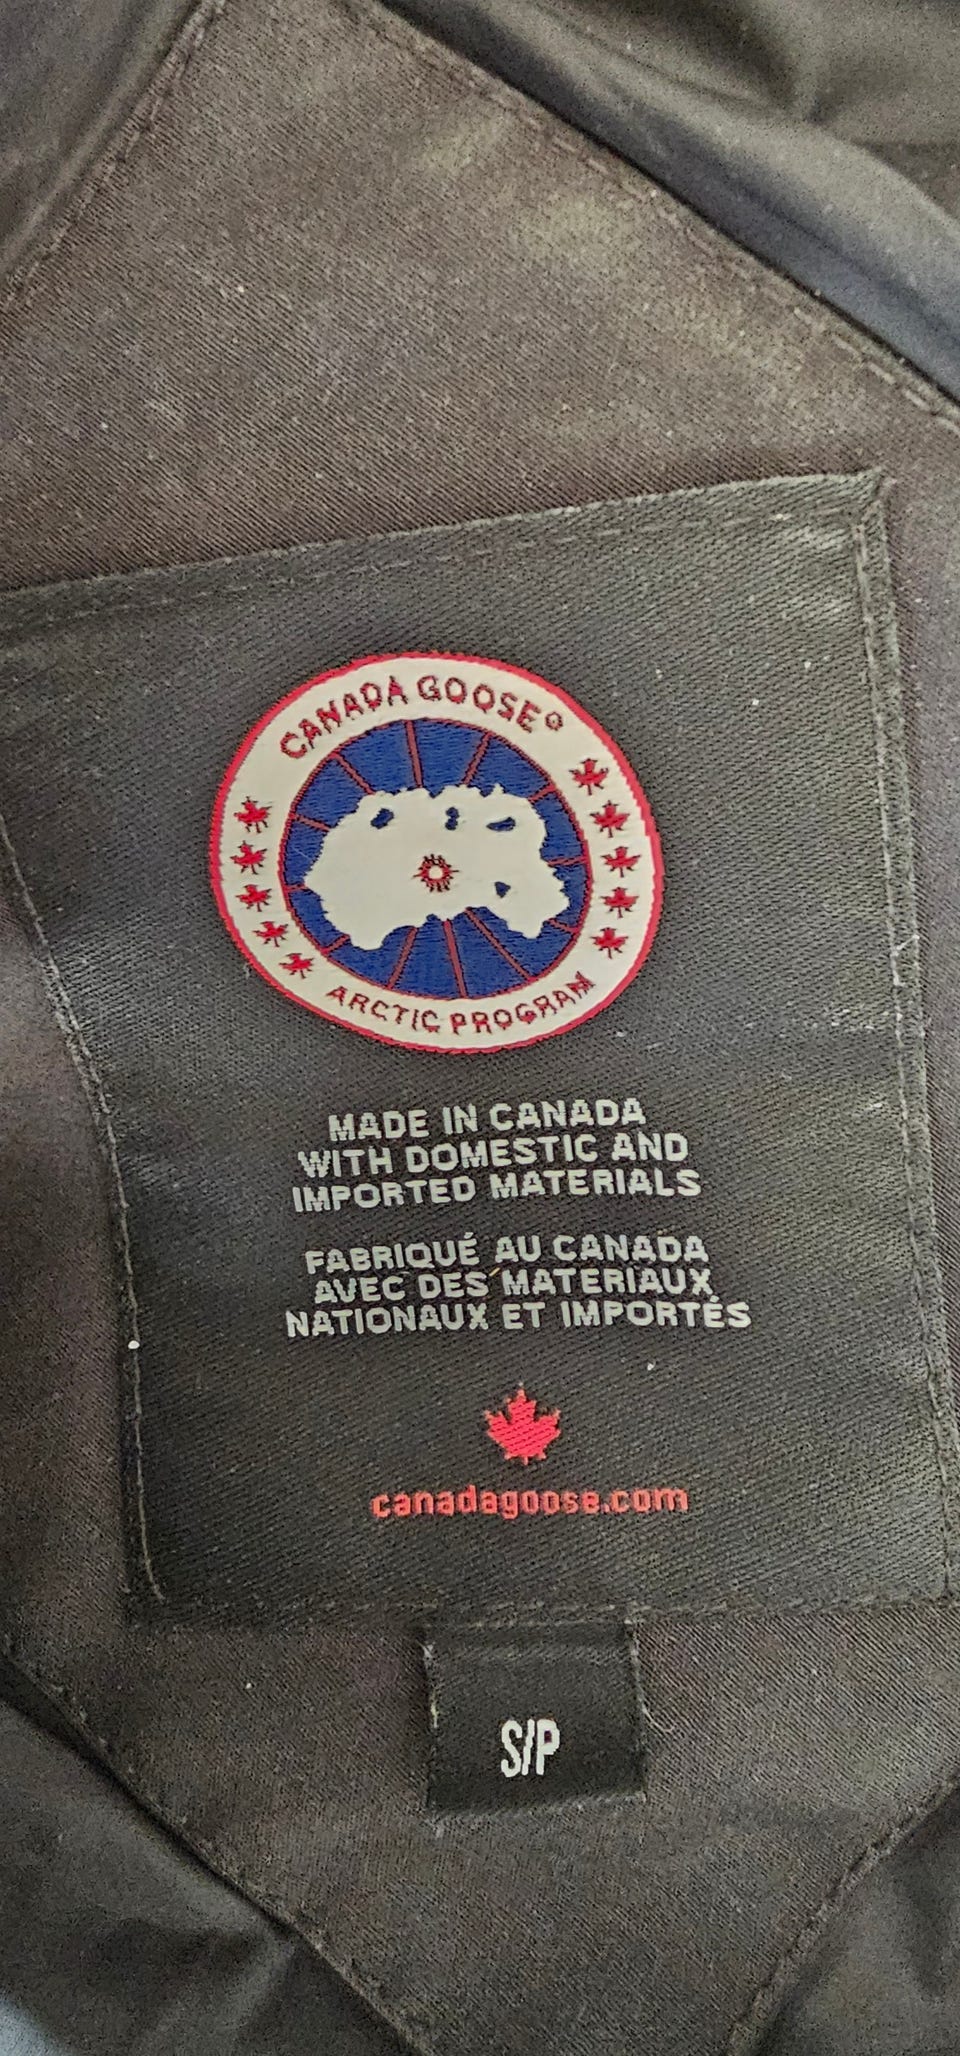 CANADA GOOSE®
ARCTIC PROGRAM
MADE IN CANADA
WITH DOMESTIC AND
IMPORTED MATERIALS
FABRIQUÉ AU CANADA
AVEC DES MATERIAUX
NATIONAUX ET IMPORTÉS
canadagoose.com
S/P